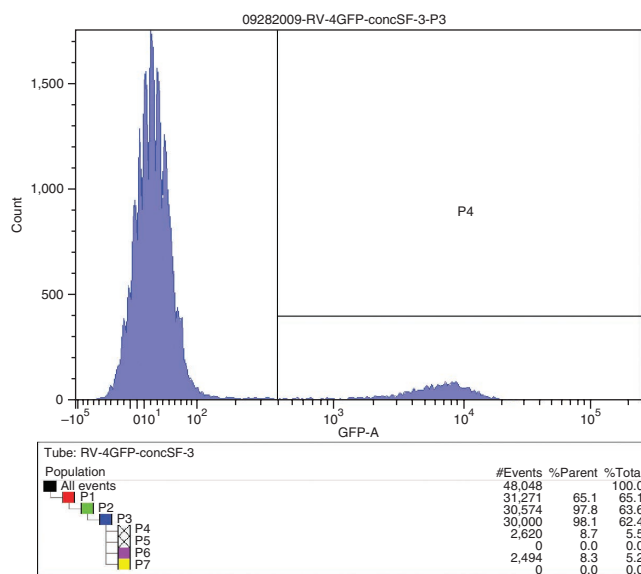 09282009-RV-4GFP-concSF-3-P3
1,500
1,000
500
0
Count
P4
–10⁵ 010¹ 10² 10³ 10⁴ 10⁵
GFP-A
Tube: RV-4GFP-concSF-3
Population #Events %Parent %Total
All events 48,048 100.0
P1 31,271 65.1 65.1
P2 30,574 97.8 63.6
P3 30,000 98.1 62.4
P4 2,620 8.7 5.5
P5 0 0.0 0.0
P6 2,494 8.3 5.2
P7 0 0.0 0.0